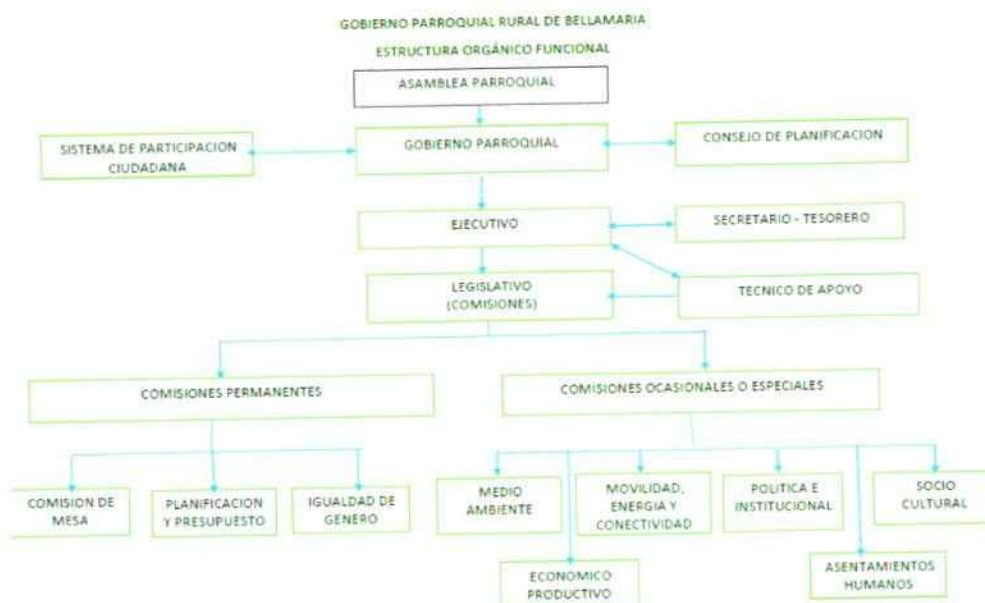 GOBIERNO PARROQUIAL RURAL DE BELLAMARIA
ESTRUCTURA ORGÁNICO FUNCIONAL
ASAMBLEA PARROQUIAL
SISTEMA DE PARTICIPACION
CIUDADANA
GOBIERNO PARROQUIAL
CONSEJO DE PLANIFICACION
EJECUTIVO
SECRETARIO - TESORERO
LEGISLATIVO
(COMISIONES)
TECNICO DE APOYO
COMISIONES PERMANENTES
COMISIONES OCASIONALES O ESPECIALES
COMISION DE
MESA
PLANIFICACION
Y PRESUPUESTO
IGUALDAD DE
GENERO
MEDIO
AMBIENTE
MOVILIDAD,
ENERGIA Y
CONECTIVIDAD
POLITICA E
INSTITUCIONAL
SOCIO
CULTURAL
ECONOMICO
PRODUCTIVO
ASENTAMIENTOS
HUMANOS